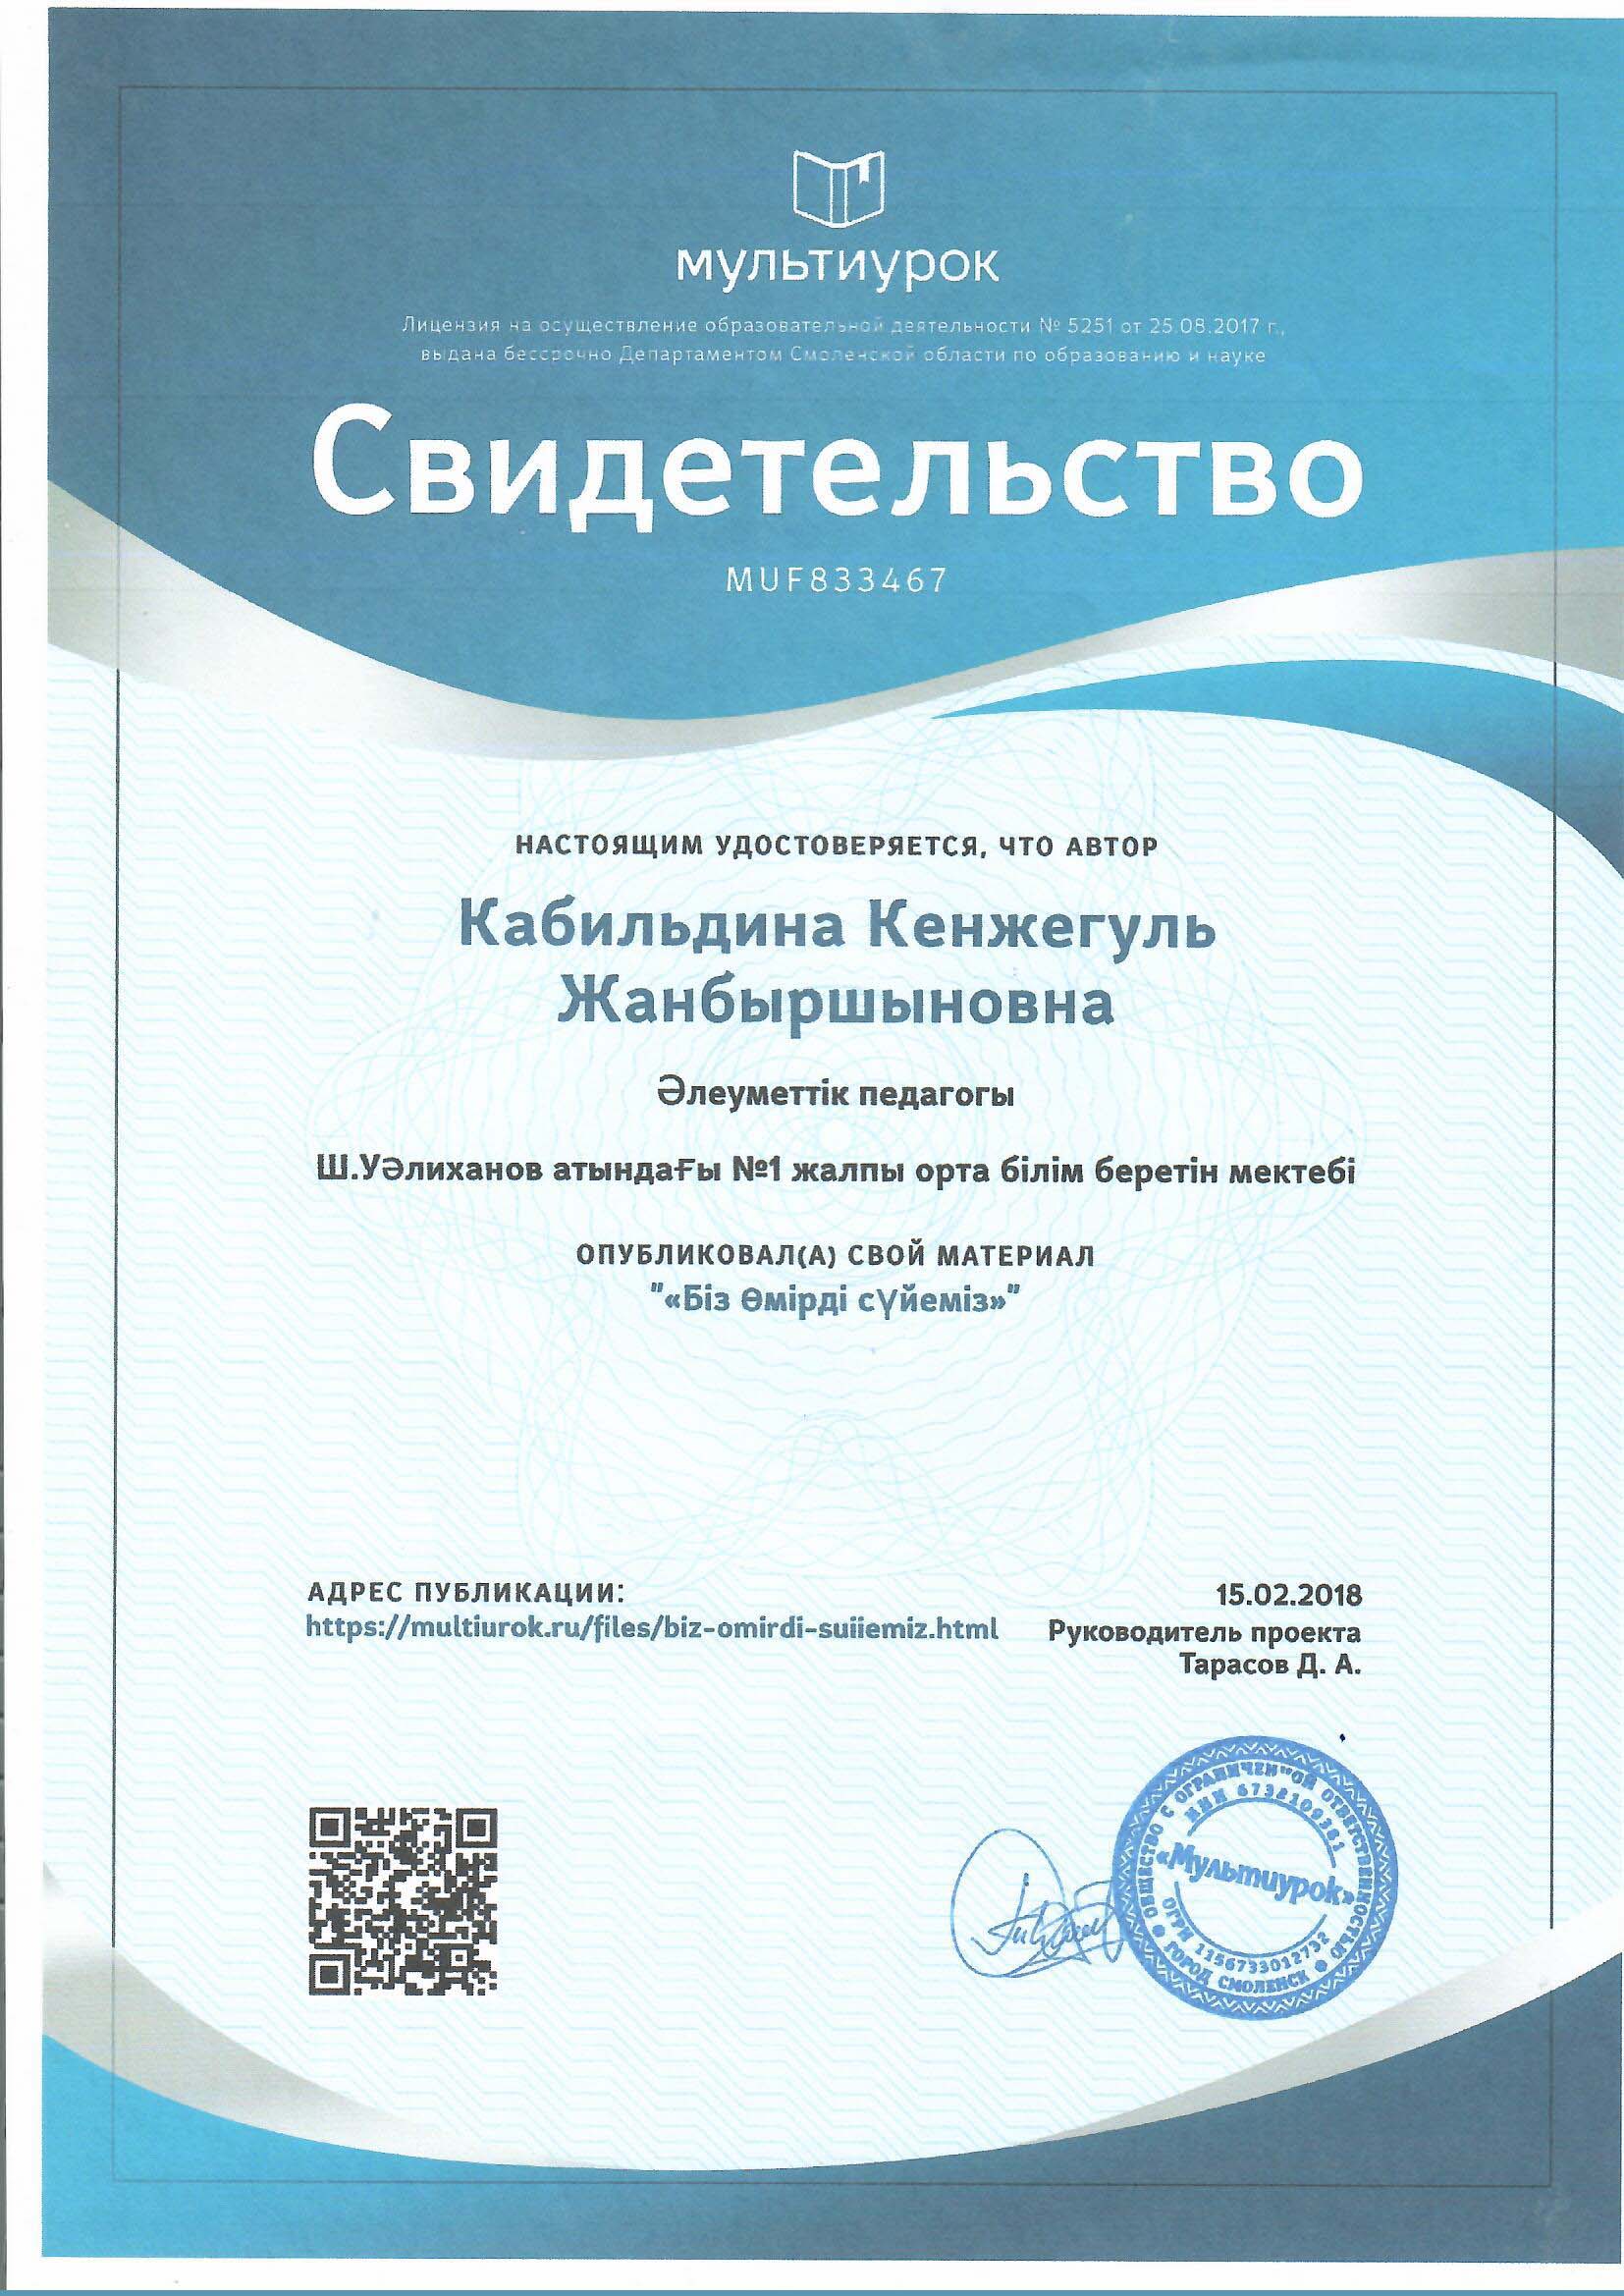 мультиурок
Лицензия на осуществление образовательной деятельности № 5251 от 25.08.2017 г.,
выдана бессрочно Департаментом Смоленской области по образованию и науке
Свидетельство
MUF833467
НАСТОЯЩИМ УДОСТОВЕРЯЕТСЯ, ЧТО АВТОР
Кабильдина Кенжегуль
Жанбыршыновна
Әлеуметтік педагогы
Ш.Уәлиханов атындағы №1 жалпы орта білім беретін мектебі
ОПУБЛИКОВАЛ(А) СВОЙ МАТЕРИАЛ
"«Біз Өмірді сүйеміз»"
АДРЕС ПУБЛИКАЦИИ:
https://multiurok.ru/files/biz-omirdi-suiiemiz.html
15.02.2018
Руководитель проекта
Тарасов Д. А.
ОБЩЕСТВО С ОГРАНИЧЕННОЙ ОТВЕТСТВЕННОСТЬЮ
ИНН
«Мультиурок»
ОГРН 1156733012732
ГОРОД СМОЛЕНСК